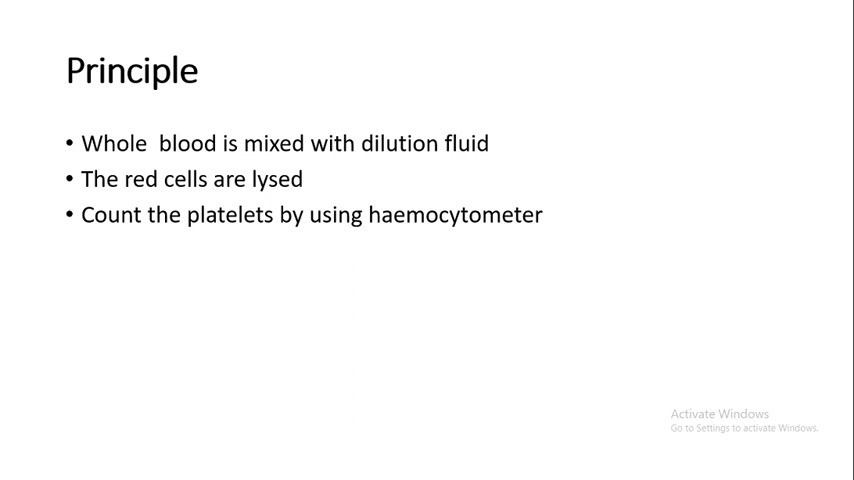 Principle
• Whole  blood is mixed with dilution fluid
• The red cells are lysed
• Count the platelets by using haemocytometer
Activate Windows
Go to Settings to activate Windows.